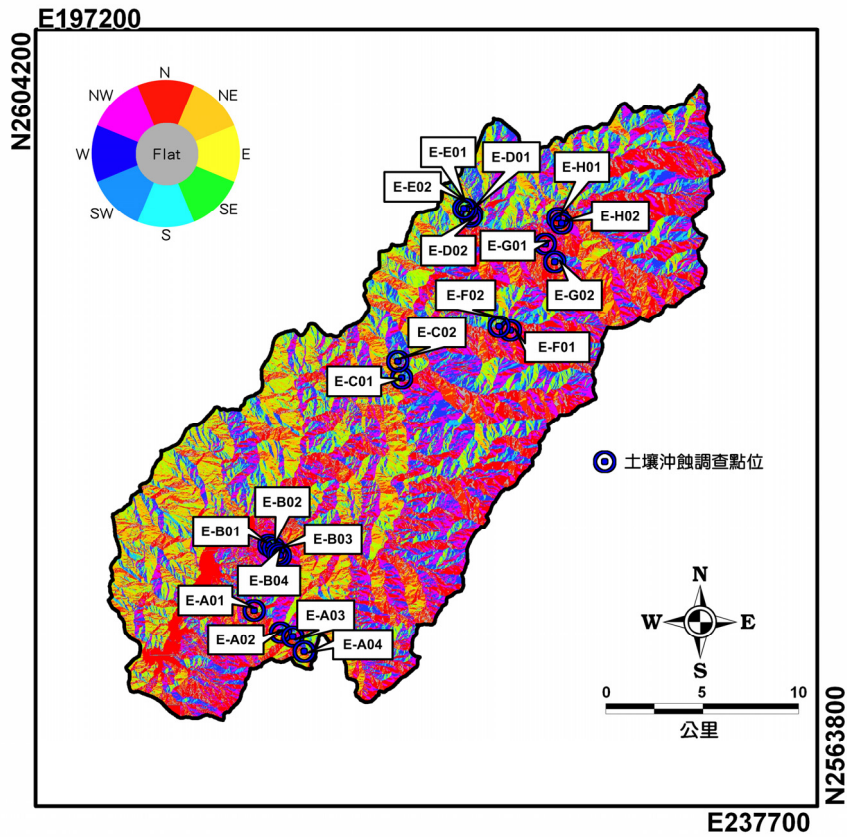 E197200
N2604200
N
NW
NE
W
Flat
E
SW
SE
S
E-E01
E-D01
E-E02
E-H01
E-H02
E-D02
E-G01
E-G02
E-F02
E-F01
E-C02
E-C01
土壤沖蝕調查點位
E-B02
E-B01
E-B03
E-B04
E-A01
E-A03
E-A02
E-A04
N
W
E
S
0
5
10
公里
N2563800
E237700